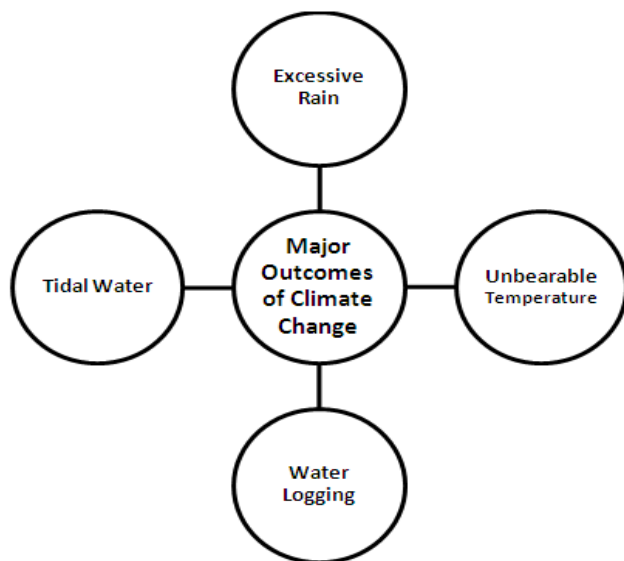 Excessive
Rain
Tidal Water
Major
Outcomes
of Climate
Change
Unbearable
Temperature
Water
Logging